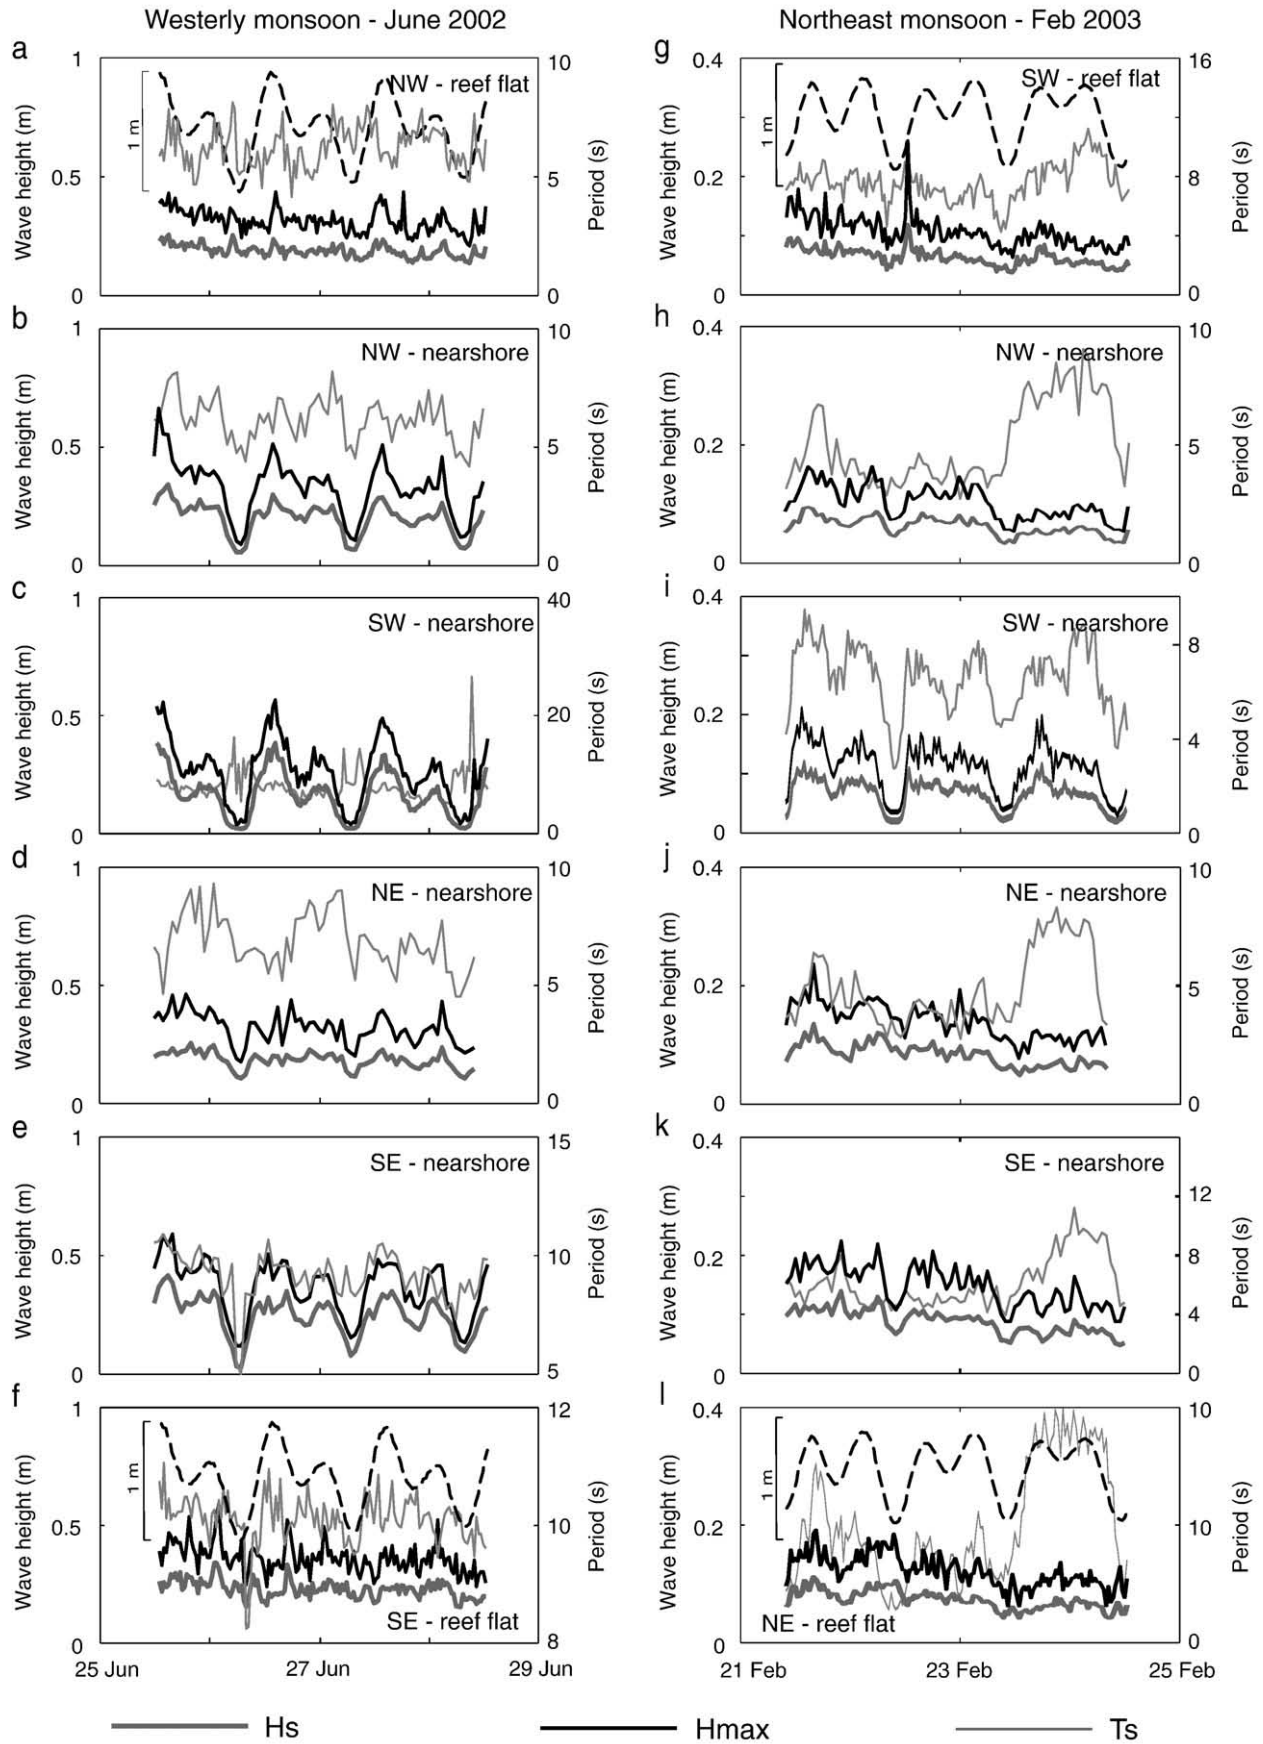 Westerly monsoon - June 2002
a
1
10
NW - reef flat
1 m
Wave height (m)
0.5
5
Period (s)
0
0
b
1
10
NW - nearshore
Wave height (m)
0.5
5
Period (s)
0
0
c
1
40
SW - nearshore
Wave height (m)
0.5
20
Period (s)
0
0
d
1
10
NE - nearshore
Wave height (m)
0.5
5
Period (s)
0
0
e
1
15
SE - nearshore
Wave height (m)
0.5
10
Period (s)
0
5
f
1
12
1 m
Wave height (m)
0.5
10
Period (s)
SE - reef flat
0
8
25 Jun
27 Jun
29 Jun
Northeast monsoon - Feb 2003
g
0.4
16
SW - reef flat
1 m
Wave height (m)
0.2
8
Period (s)
0
0
h
0.4
10
NW - nearshore
Wave height (m)
0.2
5
Period (s)
0
0
i
0.4
SW - nearshore
8
Wave height (m)
0.2
4
Period (s)
0
0
j
0.4
10
NE - nearshore
Wave height (m)
0.2
5
Period (s)
0
0
k
0.4
SE - nearshore
12
Wave height (m)
0.2
8
Period (s)
4
0
0
l
0.4
10
1 m
Wave height (m)
0.2
10
Period (s)
NE - reef flat
0
0
21 Feb
23 Feb
25 Feb
Hs
Hmax
Ts